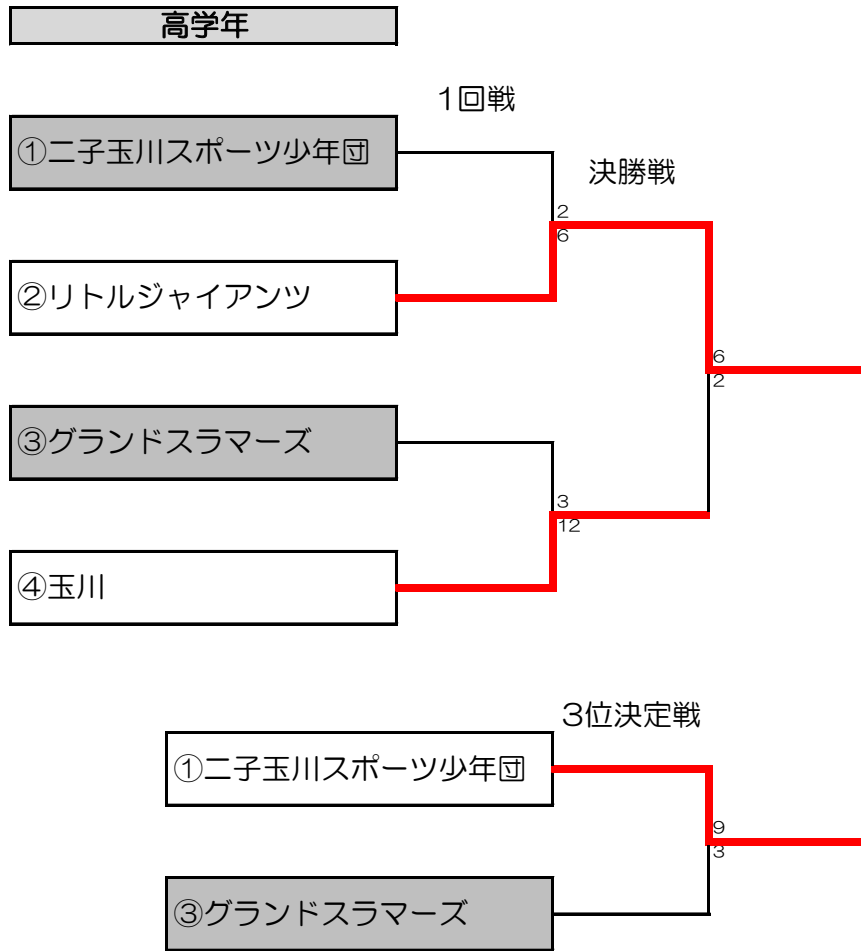 高学年
1回戦
①二子玉川スポーツ少年団
決勝戦
2
6
②リトルジャイアンツ
6
2
③グランドスラマーズ
3
12
④玉川
3位決定戦
①二子玉川スポーツ少年団
9
3
③グランドスラマーズ